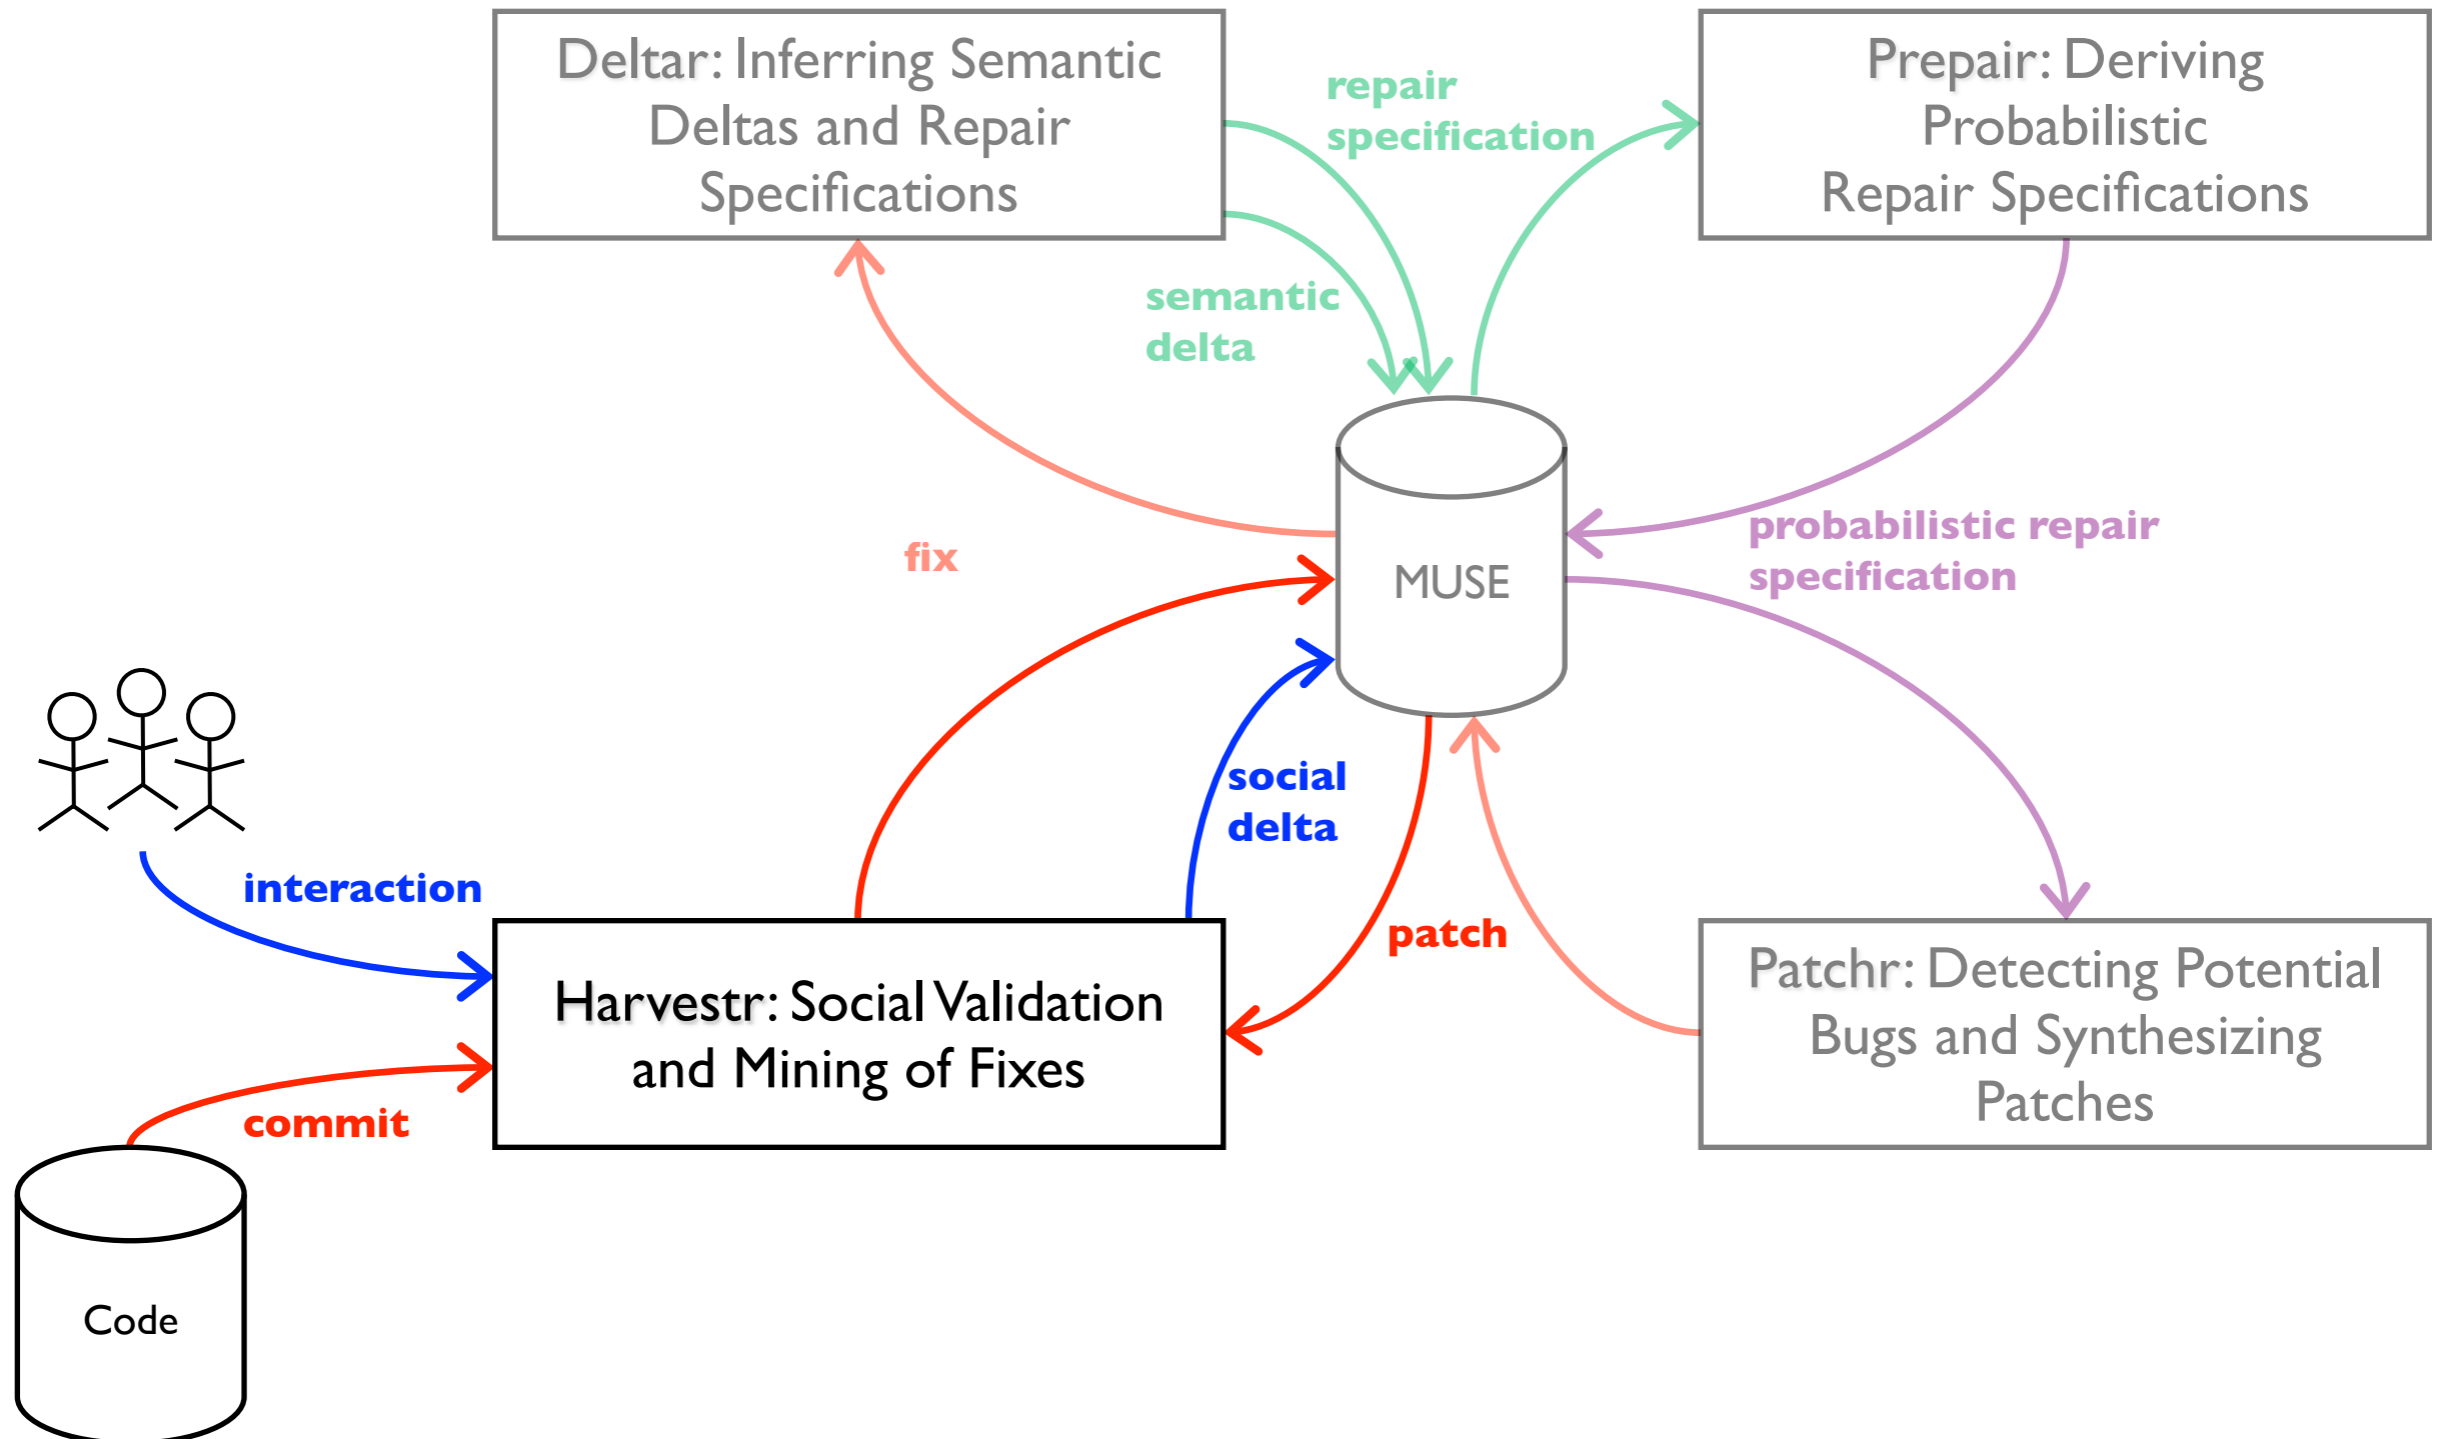 Deltar: Inferring Semantic
Deltas and Repair
Specifications
repair
specification
Prepair: Deriving
Probabilistic
Repair Specifications
semantic
delta
fix
MUSE
probabilistic repair
specification
social
delta
interaction
patch
Harvestr: Social Validation
and Mining of Fixes
Patchr: Detecting Potential
Bugs and Synthesizing
Patches
commit
Code